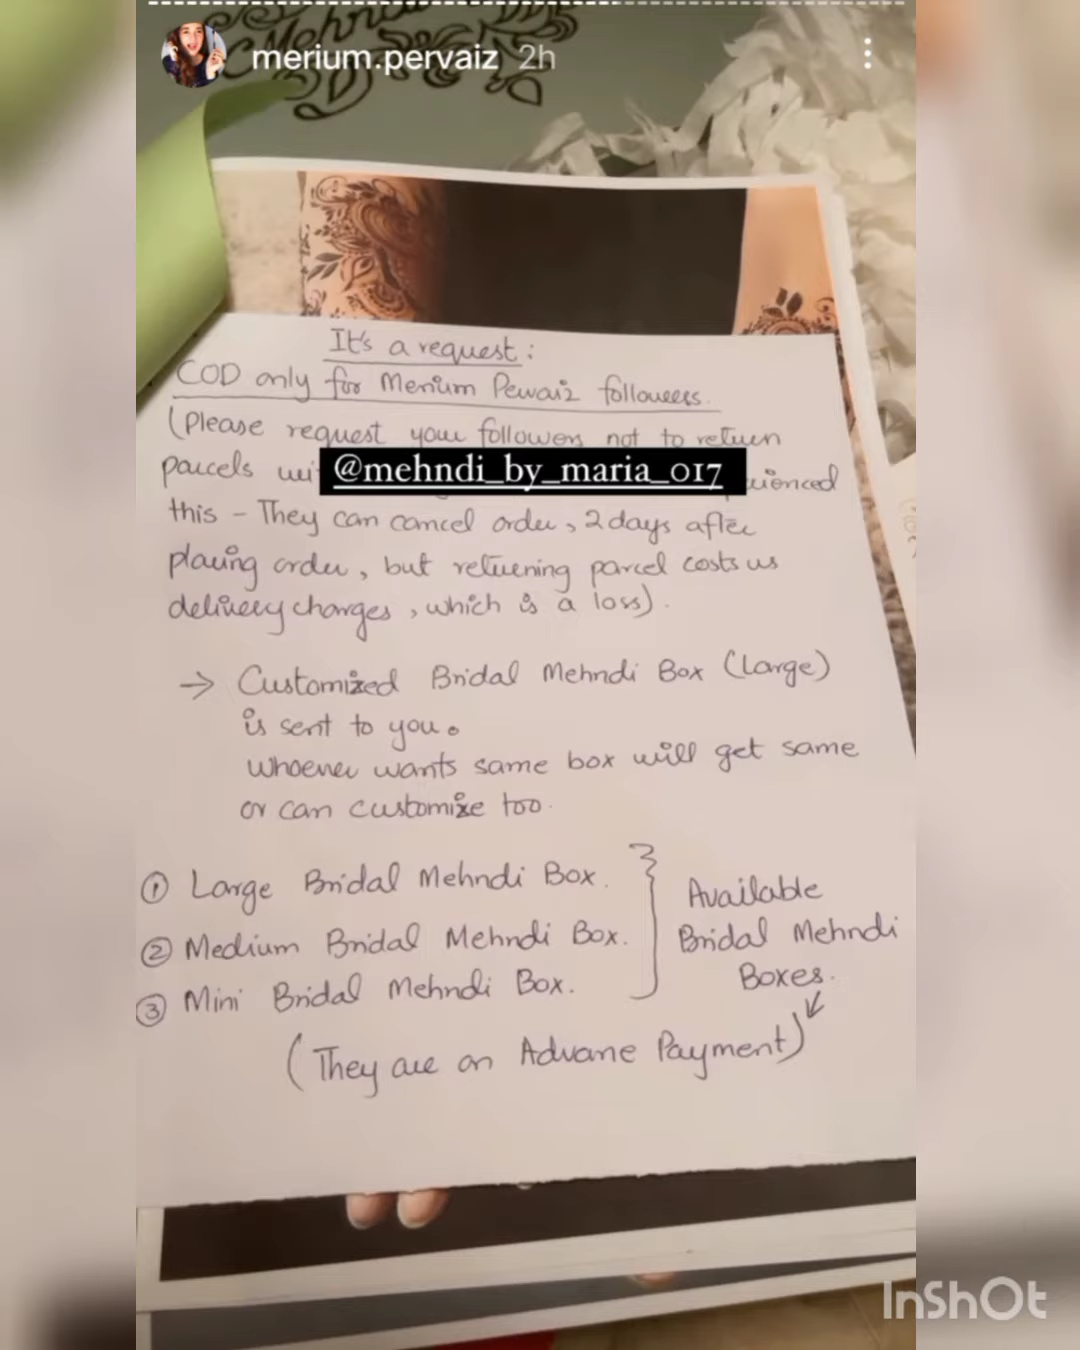 merium.pervaiz 2h
It's a request:
COD only for Merium Pervaiz followers.
(Please request your followers not to return
parcels
@mehndi_by_maria_017
this - They can cancel order, 2 days after
placing order, but returning parcel costs us
delivery charges, which is a loss).
→ Customized Bridal Mehndi Box (Large)
is sent to you.
Whoever wants same box will get same
or can customize too.
① Large Bridal Mehndi Box.
② Medium Bridal Mehndi Box.
③ Mini Bridal Mehndi Box.
Available
Bridal Mehndi
Boxes.
(They are on Advane Payment)
InShOt